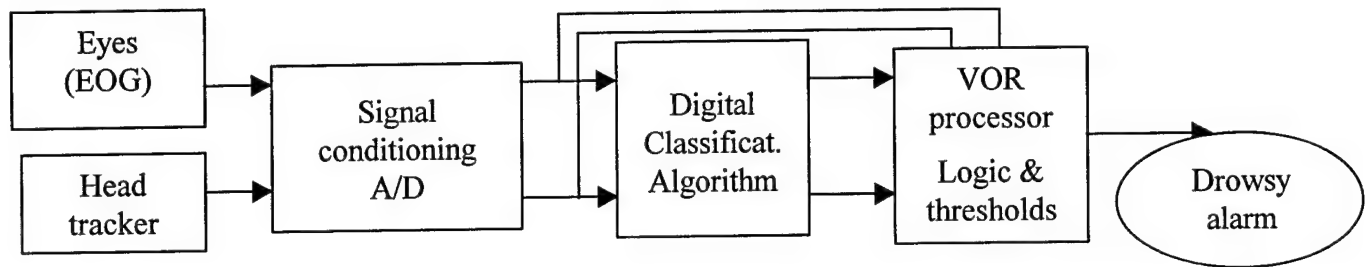 Eyes
(EOG)
Head
tracker
Signal
conditioning
A/D
Digital
Classificat.
Algorithm
VOR
processor
Logic &
thresholds
Drowsy
alarm